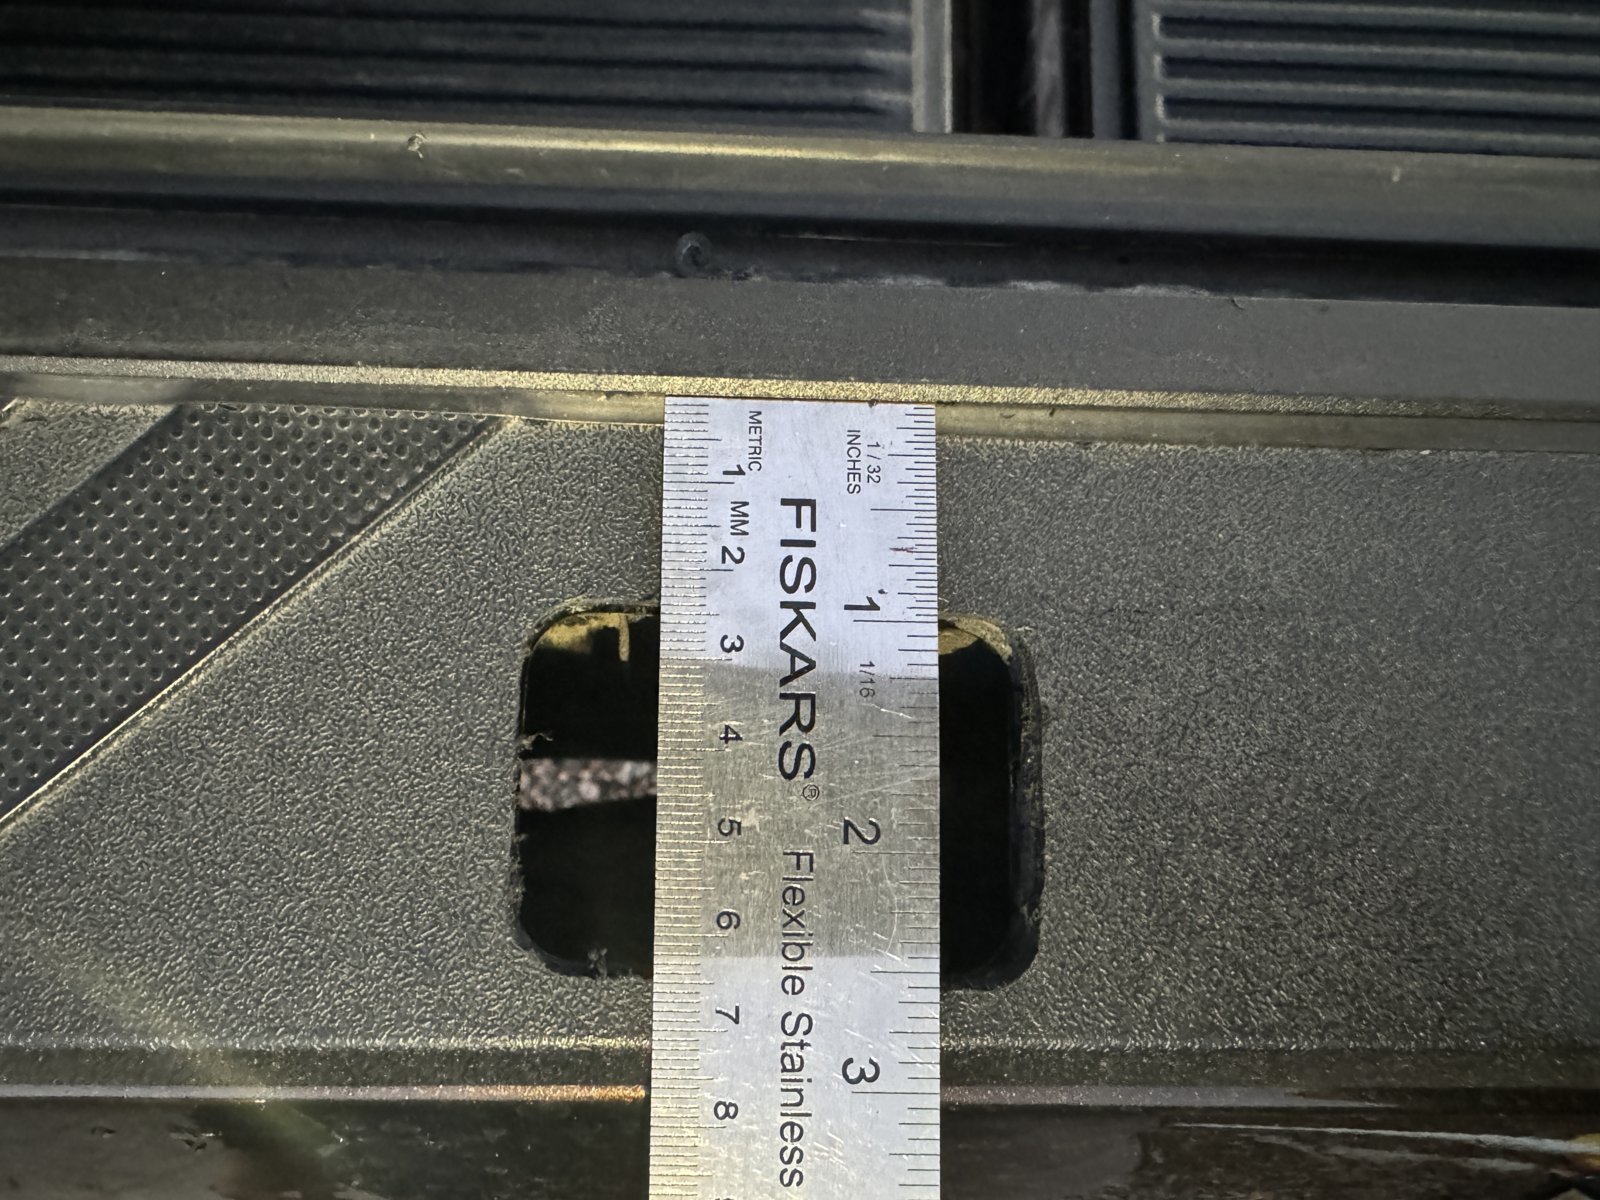 METRIC
1 MM 2 3 4 5 6 7 8
FISKARS® Flexible Stainless
INCHES
1/32
1 1/16 2 3